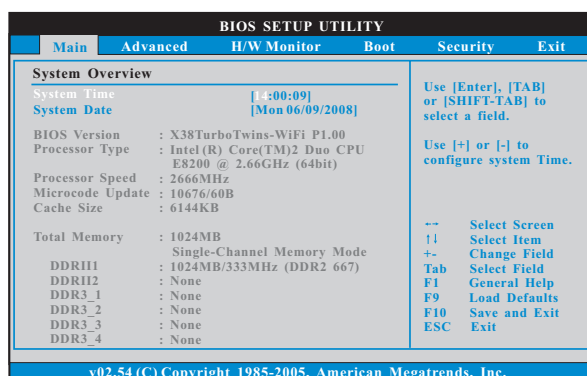 BIOS SETUP UTILITY
Main Advanced H/W Monitor Boot Security Exit
System Overview
System Time [14:00:09]
System Date [Mon 06/09/2008]
BIOS Version : X38TurboTwins-WiFi P1.00
Processor Type : Intel (R) Core(TM)2 Duo CPU
E8200 @ 2.66GHz (64bit)
Processor Speed : 2666MHz
Microcode Update : 10676/60B
Cache Size : 6144KB
Total Memory : 1024MB
Single-Channel Memory Mode
DDRII1 : 1024MB/333MHz (DDR2 667)
DDRII2 : None
DDR3_1 : None
DDR3_2 : None
DDR3_3 : None
DDR3_4 : None
Use [Enter], [TAB]
or [SHIFT-TAB] to
select a field.
Use [+] or [-] to
configure system Time.
←→ Select Screen
↑↓ Select Item
+- Change Field
Tab Select Field
F1 General Help
F9 Load Defaults
F10 Save and Exit
ESC Exit
v02.54 (C) Copyright 1985-2005, American Megatrends, Inc.